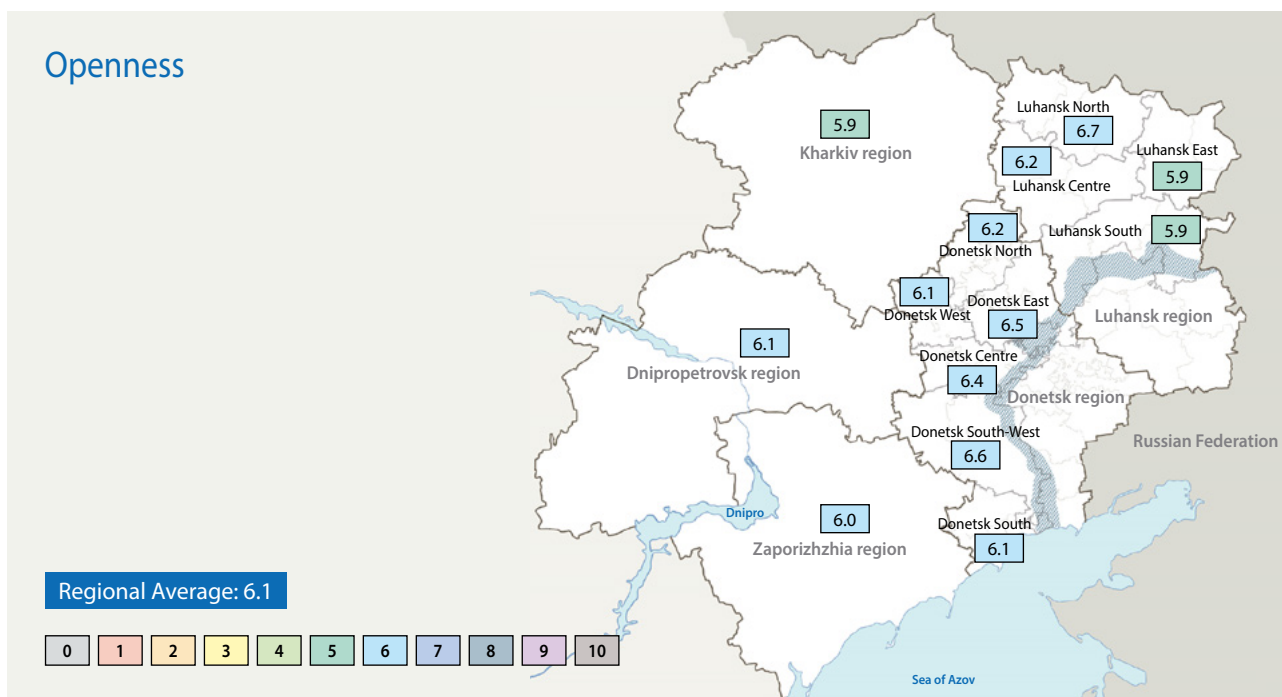 Openness
Luhansk North
6.7
5.9
Kharkiv region
6.2
Luhansk East
5.9
Luhansk Centre
6.2
Donetsk North
Luhansk South
5.9
6.1
Donetsk West
Donetsk East
6.5
Luhansk region
6.1
Dnipropetrovsk region
Donetsk Centre
6.4
Donetsk region
Donetsk South-West
6.6
Russian Federation
Dnipro
6.0
Zaporizhzhia region
Donetsk South
6.1
Regional Average: 6.1
0 1 2 3 4 5 6 7 8 9 10
Sea of Azov